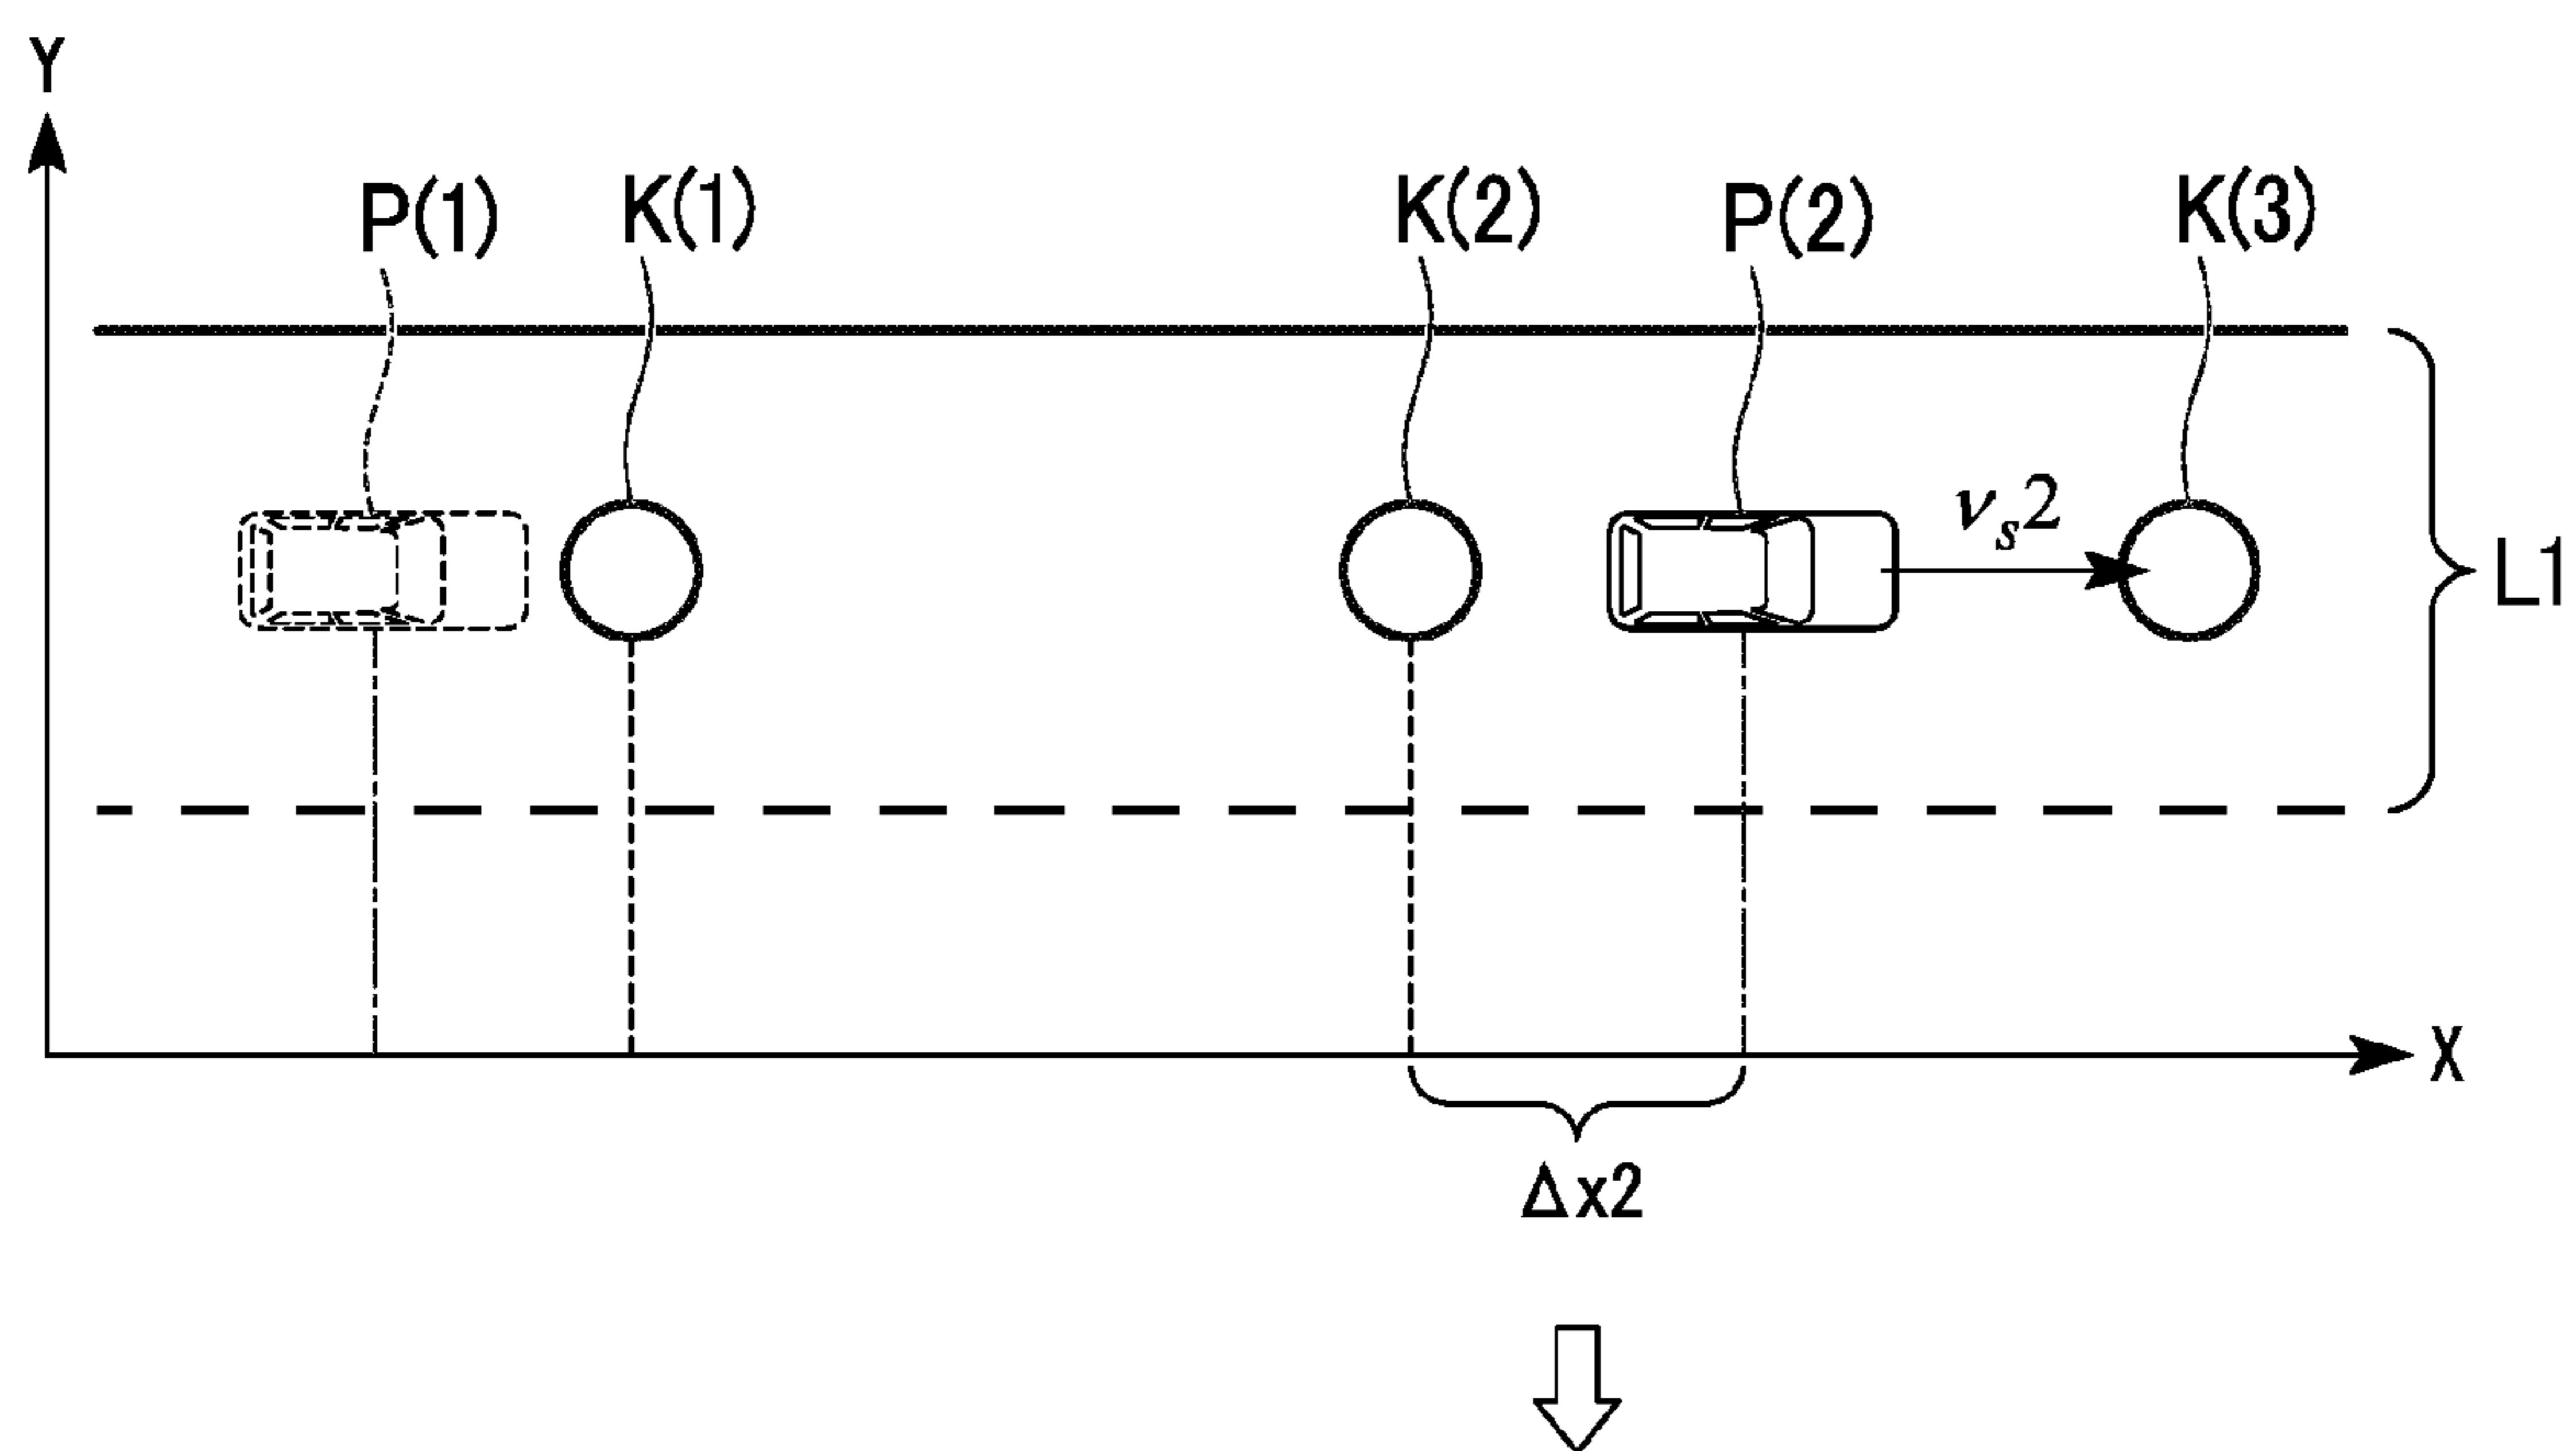 Y
P(1) K(1) K(2) P(2) K(3)
vs2
L1
X
Δx2